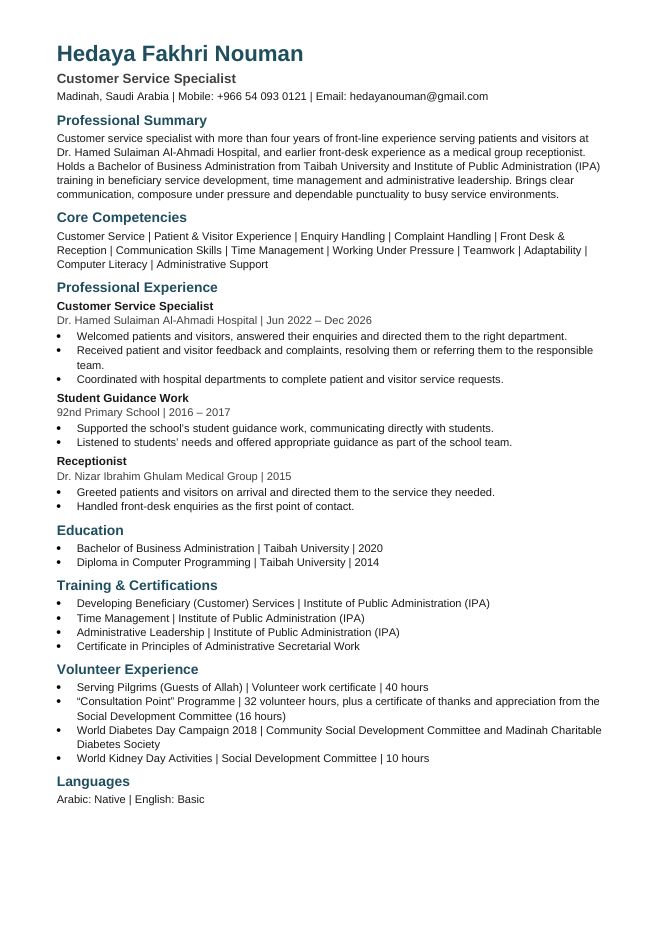 Hedaya Fakhri Nouman
Customer Service Specialist
Madinah, Saudi Arabia | Mobile: +966 54 093 0121 | Email: hedayanouman@gmail.com
Professional Summary
Customer service specialist with more than four years of front-line experience serving patients and visitors at
Dr. Hamed Sulaiman Al-Ahmadi Hospital, and earlier front-desk experience as a medical group receptionist.
Holds a Bachelor of Business Administration from Taibah University and Institute of Public Administration (IPA)
training in beneficiary service development, time management and administrative leadership. Brings clear
communication, composure under pressure and dependable punctuality to busy service environments.
Core Competencies
Customer Service | Patient & Visitor Experience | Enquiry Handling | Complaint Handling | Front Desk &
Reception | Communication Skills | Time Management | Working Under Pressure | Teamwork | Adaptability |
Computer Literacy | Administrative Support
Professional Experience
Customer Service Specialist
Dr. Hamed Sulaiman Al-Ahmadi Hospital | Jun 2022 – Dec 2026
• Welcomed patients and visitors, answered their enquiries and directed them to the right department.
• Received patient and visitor feedback and complaints, resolving them or referring them to the responsible
team.
• Coordinated with hospital departments to complete patient and visitor service requests.
Student Guidance Work
92nd Primary School | 2016 – 2017
• Supported the school’s student guidance work, communicating directly with students.
• Listened to students’ needs and offered appropriate guidance as part of the school team.
Receptionist
Dr. Nizar Ibrahim Ghulam Medical Group | 2015
• Greeted patients and visitors on arrival and directed them to the service they needed.
• Handled front-desk enquiries as the first point of contact.
Education
• Bachelor of Business Administration | Taibah University | 2020
• Diploma in Computer Programming | Taibah University | 2014
Training & Certifications
• Developing Beneficiary (Customer) Services | Institute of Public Administration (IPA)
• Time Management | Institute of Public Administration (IPA)
• Administrative Leadership | Institute of Public Administration (IPA)
• Certificate in Principles of Administrative Secretarial Work
Volunteer Experience
• Serving Pilgrims (Guests of Allah) | Volunteer work certificate | 40 hours
• “Consultation Point” Programme | 32 volunteer hours, plus a certificate of thanks and appreciation from the
Social Development Committee (16 hours)
• World Diabetes Day Campaign 2018 | Community Social Development Committee and Madinah Charitable
Diabetes Society
• World Kidney Day Activities | Social Development Committee | 10 hours
Languages
Arabic: Native | English: Basic